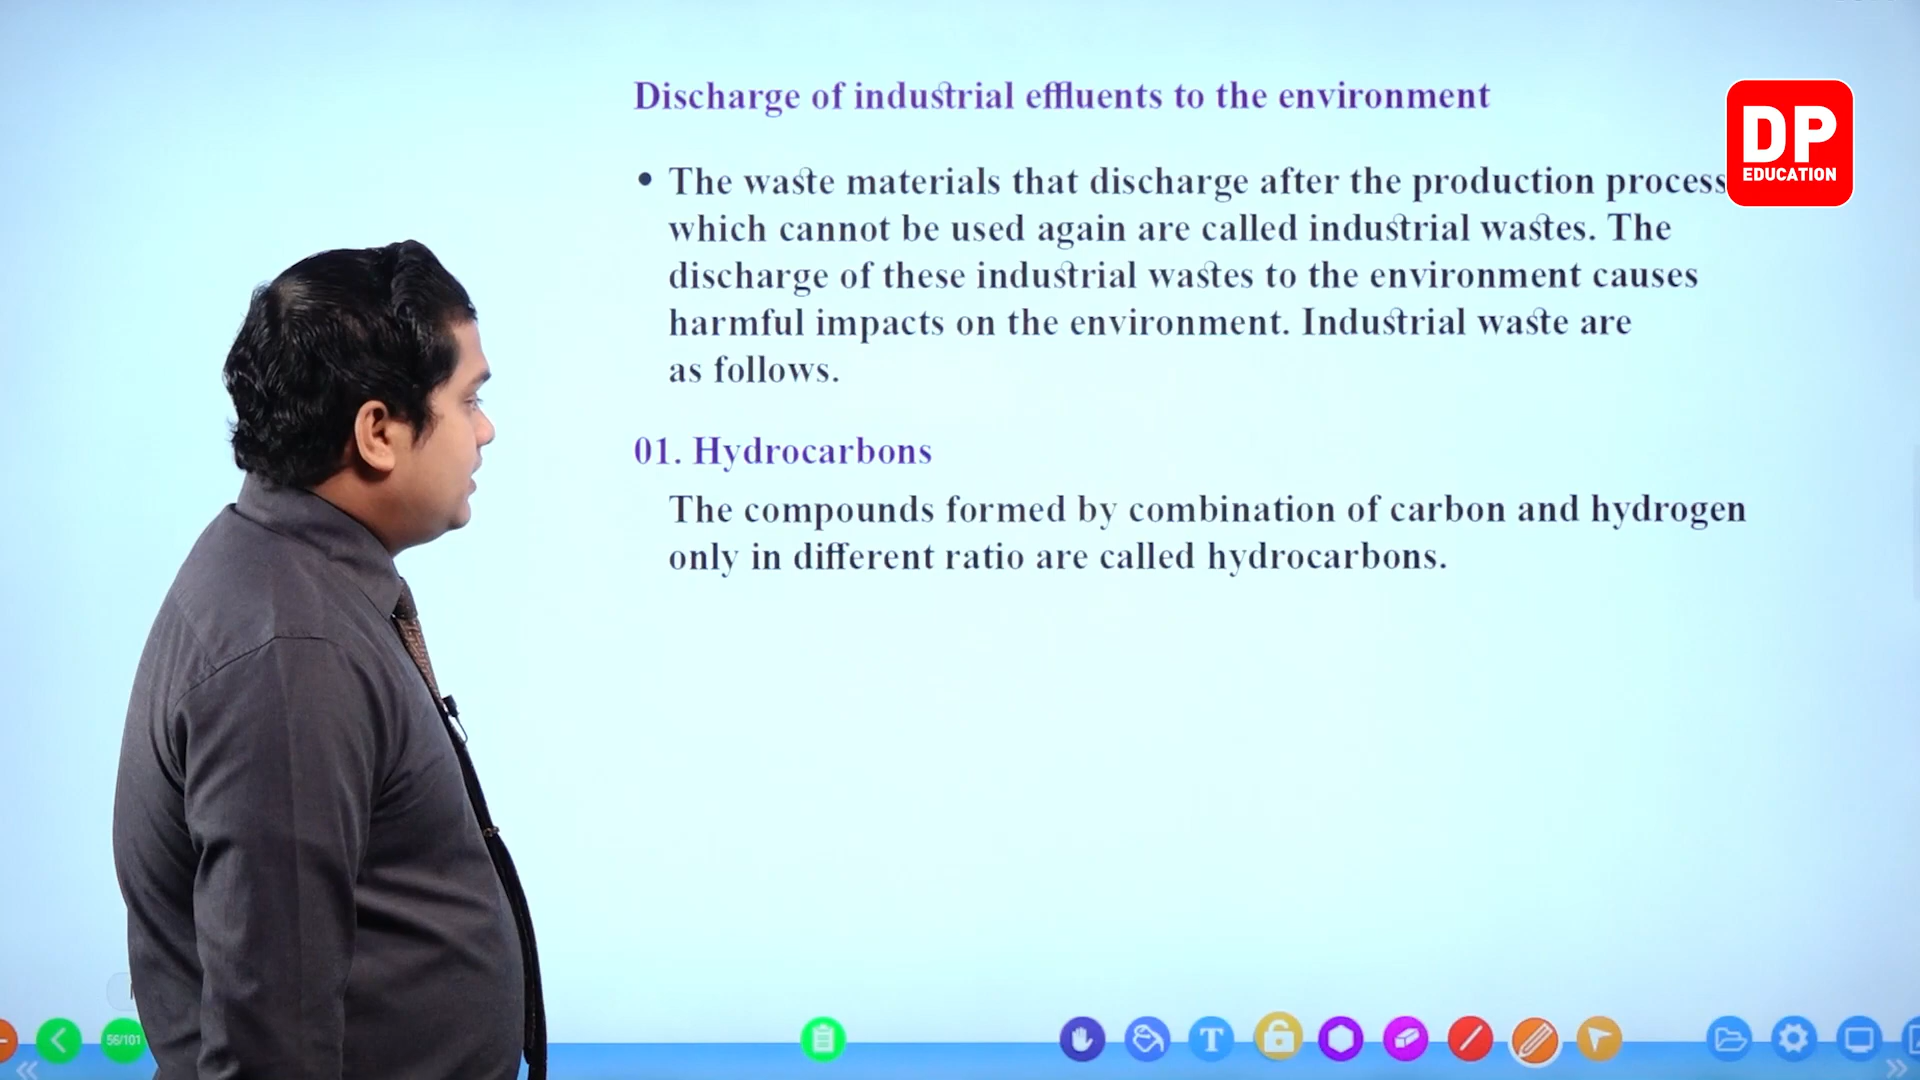 Discharge of industrial effluents to the environment
DP
EDUCATION
• The waste materials that discharge after the production process
which cannot be used again are called industrial wastes. The
discharge of these industrial wastes to the environment causes
harmful impacts on the environment. Industrial waste are
as follows.
01. Hydrocarbons
The compounds formed by combination of carbon and hydrogen
only in different ratio are called hydrocarbons.
56/101
T